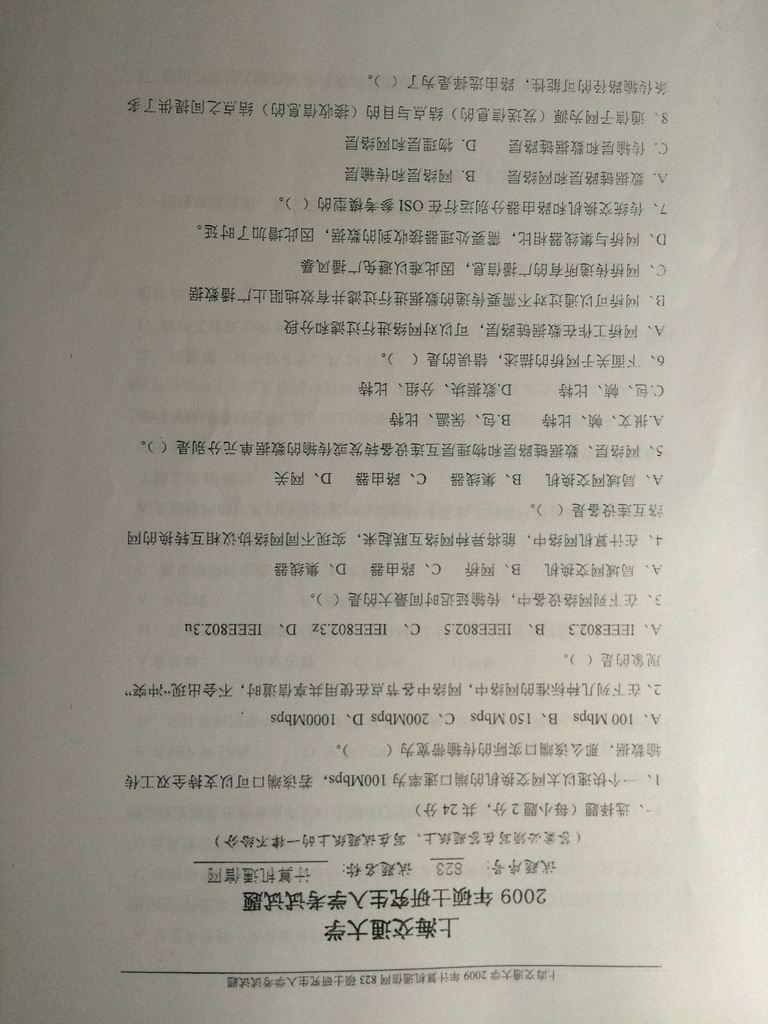 上海交通大学 2009 年计算机通信网 823 硕士研究生入学考试试题
上海交通大学
2009 年硕士研究生入学考试试题
试题序号: 823 试题名称: 计算机通信网
（答案必须写在答题纸上，写在试题纸上的一律不给分）
一、选择题（每小题 2 分，共 24 分）
1、一个快速以太网交换机的端口速率为 100Mbps，若该端口可以支持全双工传
输数据，那么该端口实际的传输带宽为（ ）。
A、100 Mbps B、150 Mbps C、200Mbps D、1000Mbps
2、在下列几种标准的网络中，网络中各节点在使用共享信道时，不会出现“冲突”
现象的是（ ）。
A、IEEE802.3 B、 IEEE802.5 C、 IEEE802.3z D、 IEEE802.3u
3、在下列网络设备中，传输延迟时间最大的是（ ）。
A、局域网交换机 B、网桥 C、路由器 D、集线器
4、在计算机网络中，能将异种网络互联起来，实现不同网络协议相互转换的网
络互连设备是（ ）。
A、局域网交换机 B、集线器 C、路由器 D、网关
5、网络层、数据链路层和物理层互连设备转发或传输的数据单元分别是（ ）。
A.报文、帧、比特 B.包、保温、比特
C.包、帧、比特 D.数据块、分组、比特
6、下面关于网桥的描述，错误的是（ ）。
A、网桥工作在数据链路层，可以对网络进行过滤和分段
B、网桥可以通过对不需要传递的数据进行过滤并有效地阻止广播数据
C、网桥传递所有的广播信息，因此难以避免广播风暴
D、网桥与集线器相比，需要处理器接收到的数据，因此增加了时延。
7、传统交换机和路由器分别运行在 OSI 参考模型的（ ）。
A. 数据链路层和网络层 B. 网络层和传输层
C. 传输层和数据链路层 D. 物理层和网络层
8、通信子网为源（发送信息的）结点与目的（接收信息的）结点之间提供了多
条传输路径的可能性，路由选择是为了（ ）。